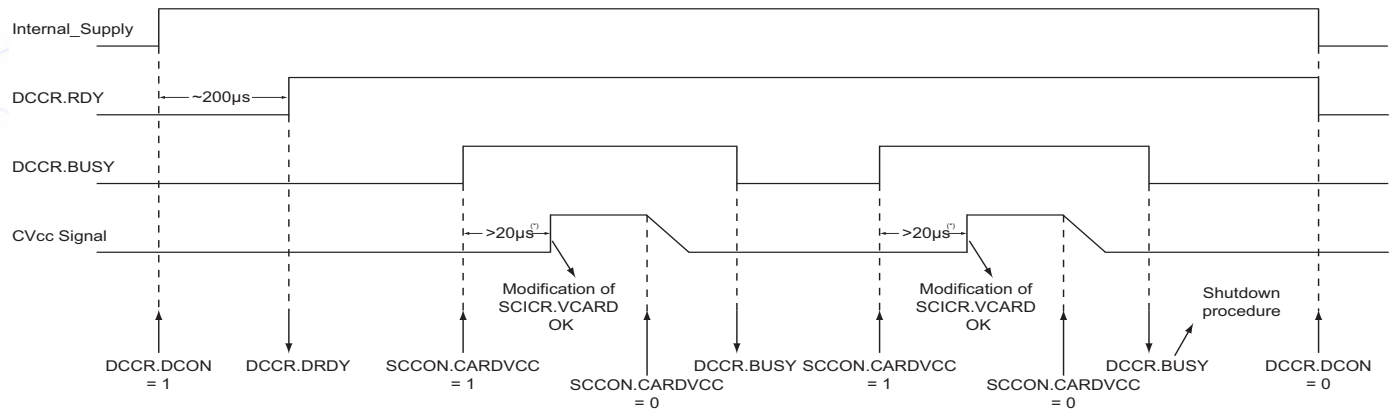 Internal_Supply
DCCR.RDY
~200µs
DCCR.BUSY
CVcc Signal
>20µs(*)
>20µs(*)
Modification of
SCICR.VCARD
OK
Modification of
SCICR.VCARD
OK
Shutdown
procedure
DCCR.DCON
= 1
DCCR.DRDY
SCCON.CARDVCC
= 1
SCCON.CARDVCC
= 0
DCCR.BUSY
SCCON.CARDVCC
= 1
SCCON.CARDVCC
= 0
DCCR.BUSY
DCCR.DCON
= 0